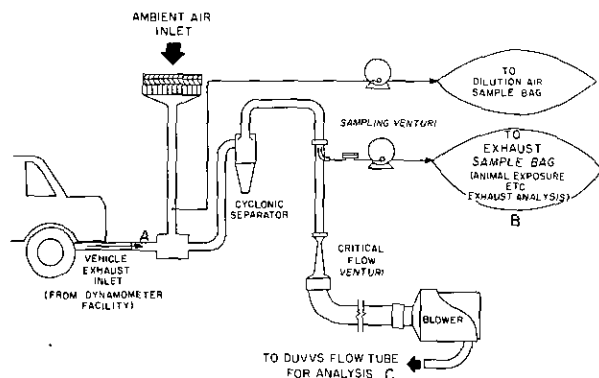 AMBIENT AIR
INLET
TO
DILUTION AIR
SAMPLE BAG
SAMPLING VENTURI
TO
EXHAUST
SAMPLE BAG
(ANIMAL EXPOSURE
ETC
EXHAUST ANALYSIS)
B
CYCLONIC
SEPARATOR
A
VEHICLE
EXHAUST
INLET
(FROM DYNAMOMETER
FACILITY)
CRITICAL
FLOW
VENTURI
BLOWER
TO DUVVS FLOW TUBE
FOR ANALYSIS C